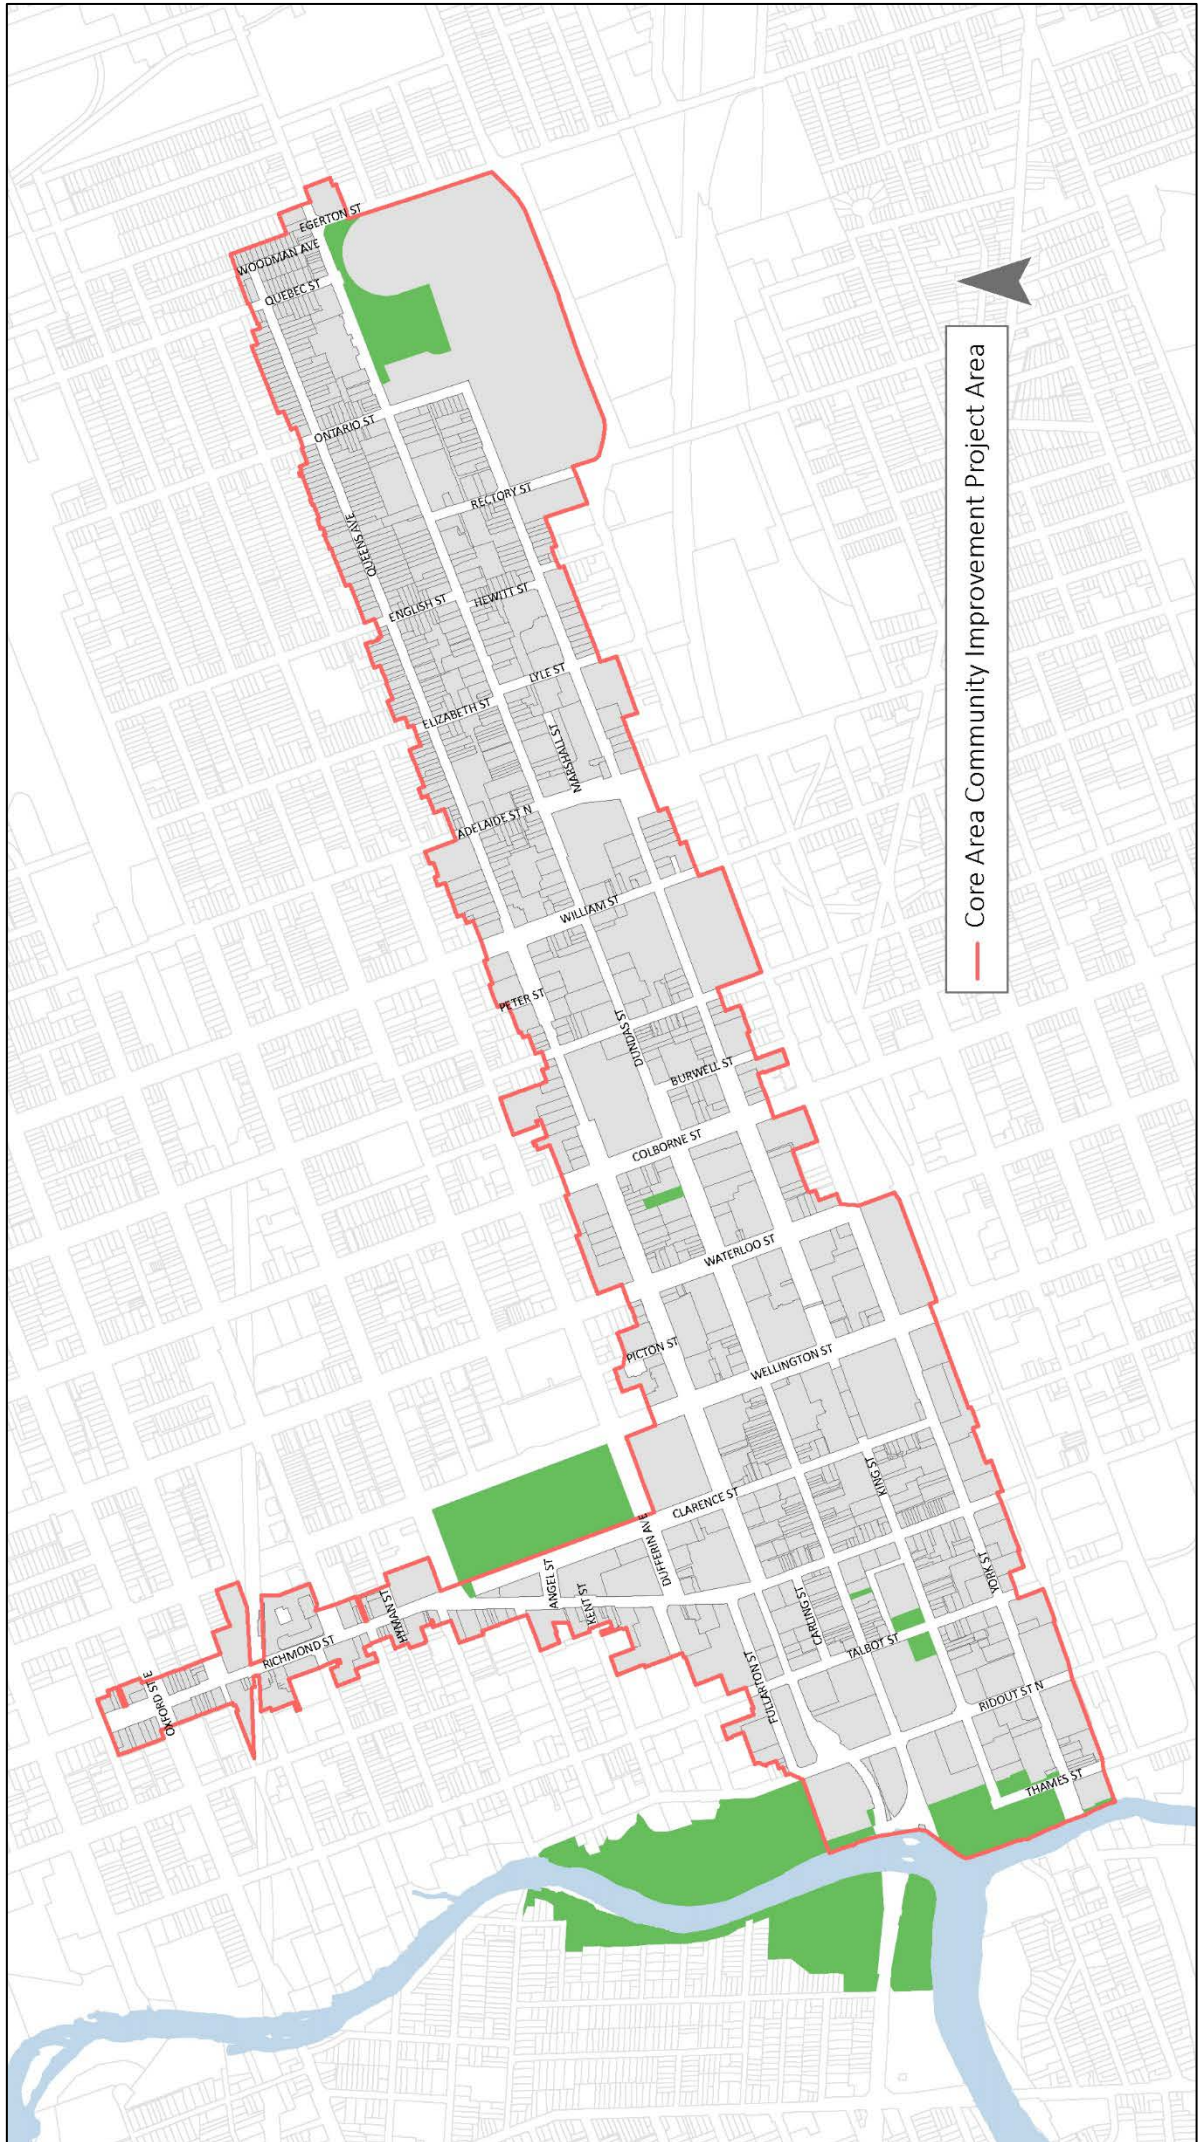 EGERTON ST
WOODMAN AVE
QUEBEC ST
ONTARIO ST
RECTORY ST
QUEENS AVE
ENGLISH ST
HEWITT ST
LYLE ST
ELIZABETH ST
MARSHALL ST
ADELAIDE ST N
WILLIAM ST
PETER ST
DUNDAS ST
BURWELL ST
COLBORNE ST
WATERLOO ST
PICTON ST
WELLINGTON ST
CLARENCE ST
KING ST
DUFFERIN AVE
ANGEL ST
KENT ST
YORK ST
HYMAN ST
CARLING ST
TALBOT ST
RICHMOND ST
FULLARTON ST
OXFORD ST E
RIDOUT ST N
THAMES ST
Core Area Community Improvement Project Area